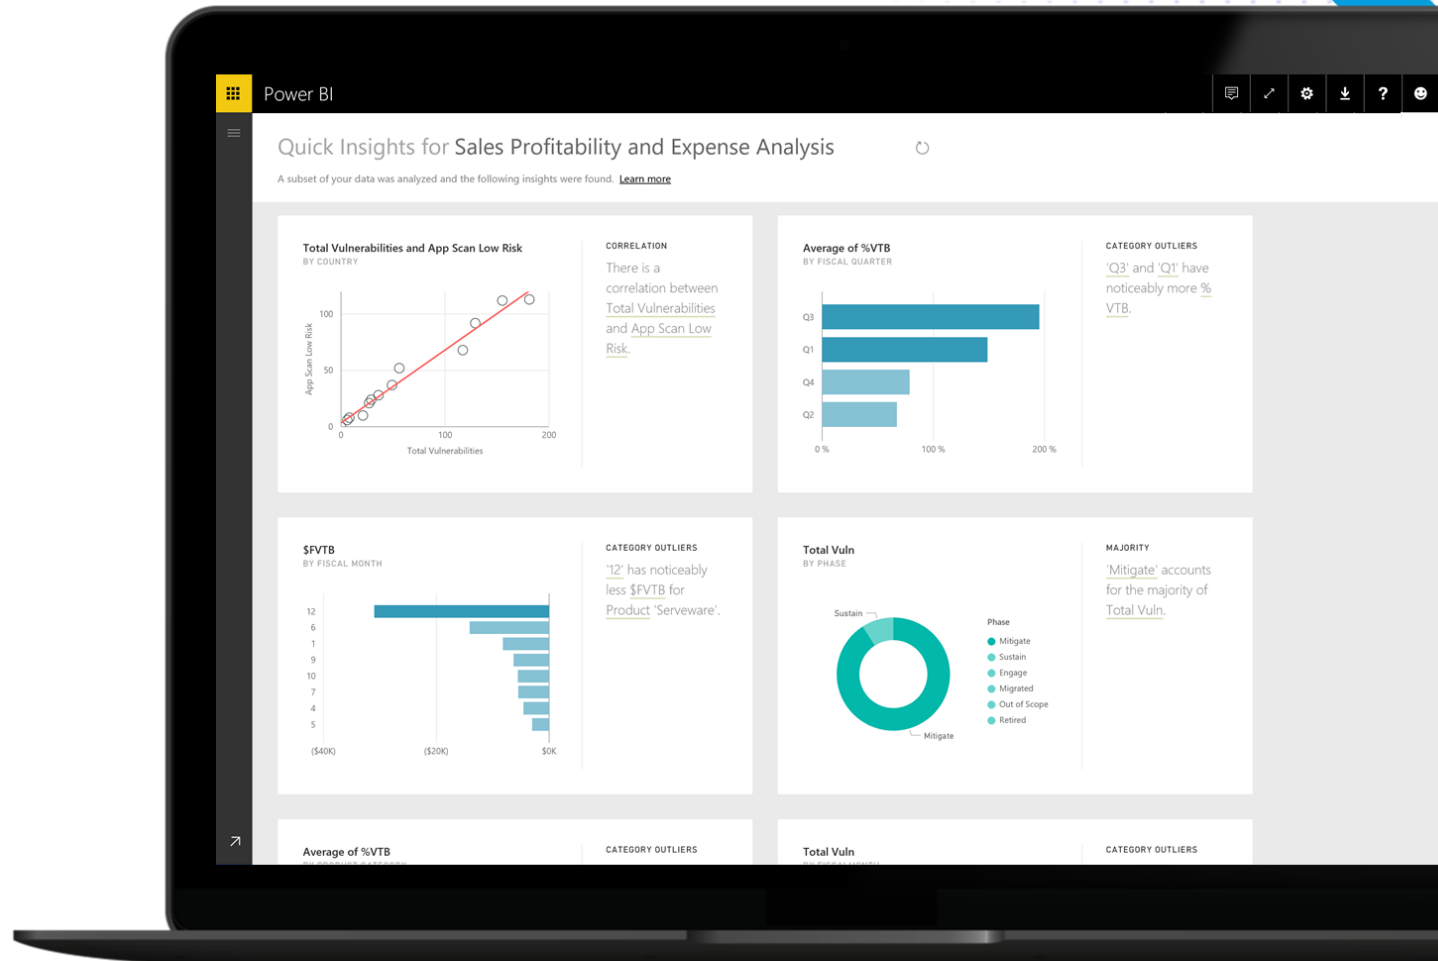 Power BI
?
Quick Insights for Sales Profitability and Expense Analysis
A subset of your data was analyzed and the following insights were found. Learn more
Total Vulnerabilities and App Scan Low Risk
BY COUNTRY
App Scan Low Risk
100
50
0
0 100 200
Total Vulnerabilities
CORRELATION
There is a
correlation between
Total Vulnerabilities
and App Scan Low
Risk.
Average of %VTB
BY FISCAL QUARTER
Q3
Q1
Q4
Q2
0 % 100 % 200 %
CATEGORY OUTLIERS
'Q3' and 'Q1' have
noticeably more %
VTB.
$FVTB
BY FISCAL MONTH
12
6
1
9
10
7
4
5
($40K) ($20K) $0K
CATEGORY OUTLIERS
'12' has noticeably
less $FVTB for
Product 'Serveware'.
Total Vuln
BY PHASE
Sustain
Mitigate
Phase
Mitigate
Sustain
Engage
Migrated
Out of Scope
Retired
MAJORITY
'Mitigate' accounts
for the majority of
Total Vuln.
Average of %VTB
CATEGORY OUTLIERS
Total Vuln
CATEGORY OUTLIERS